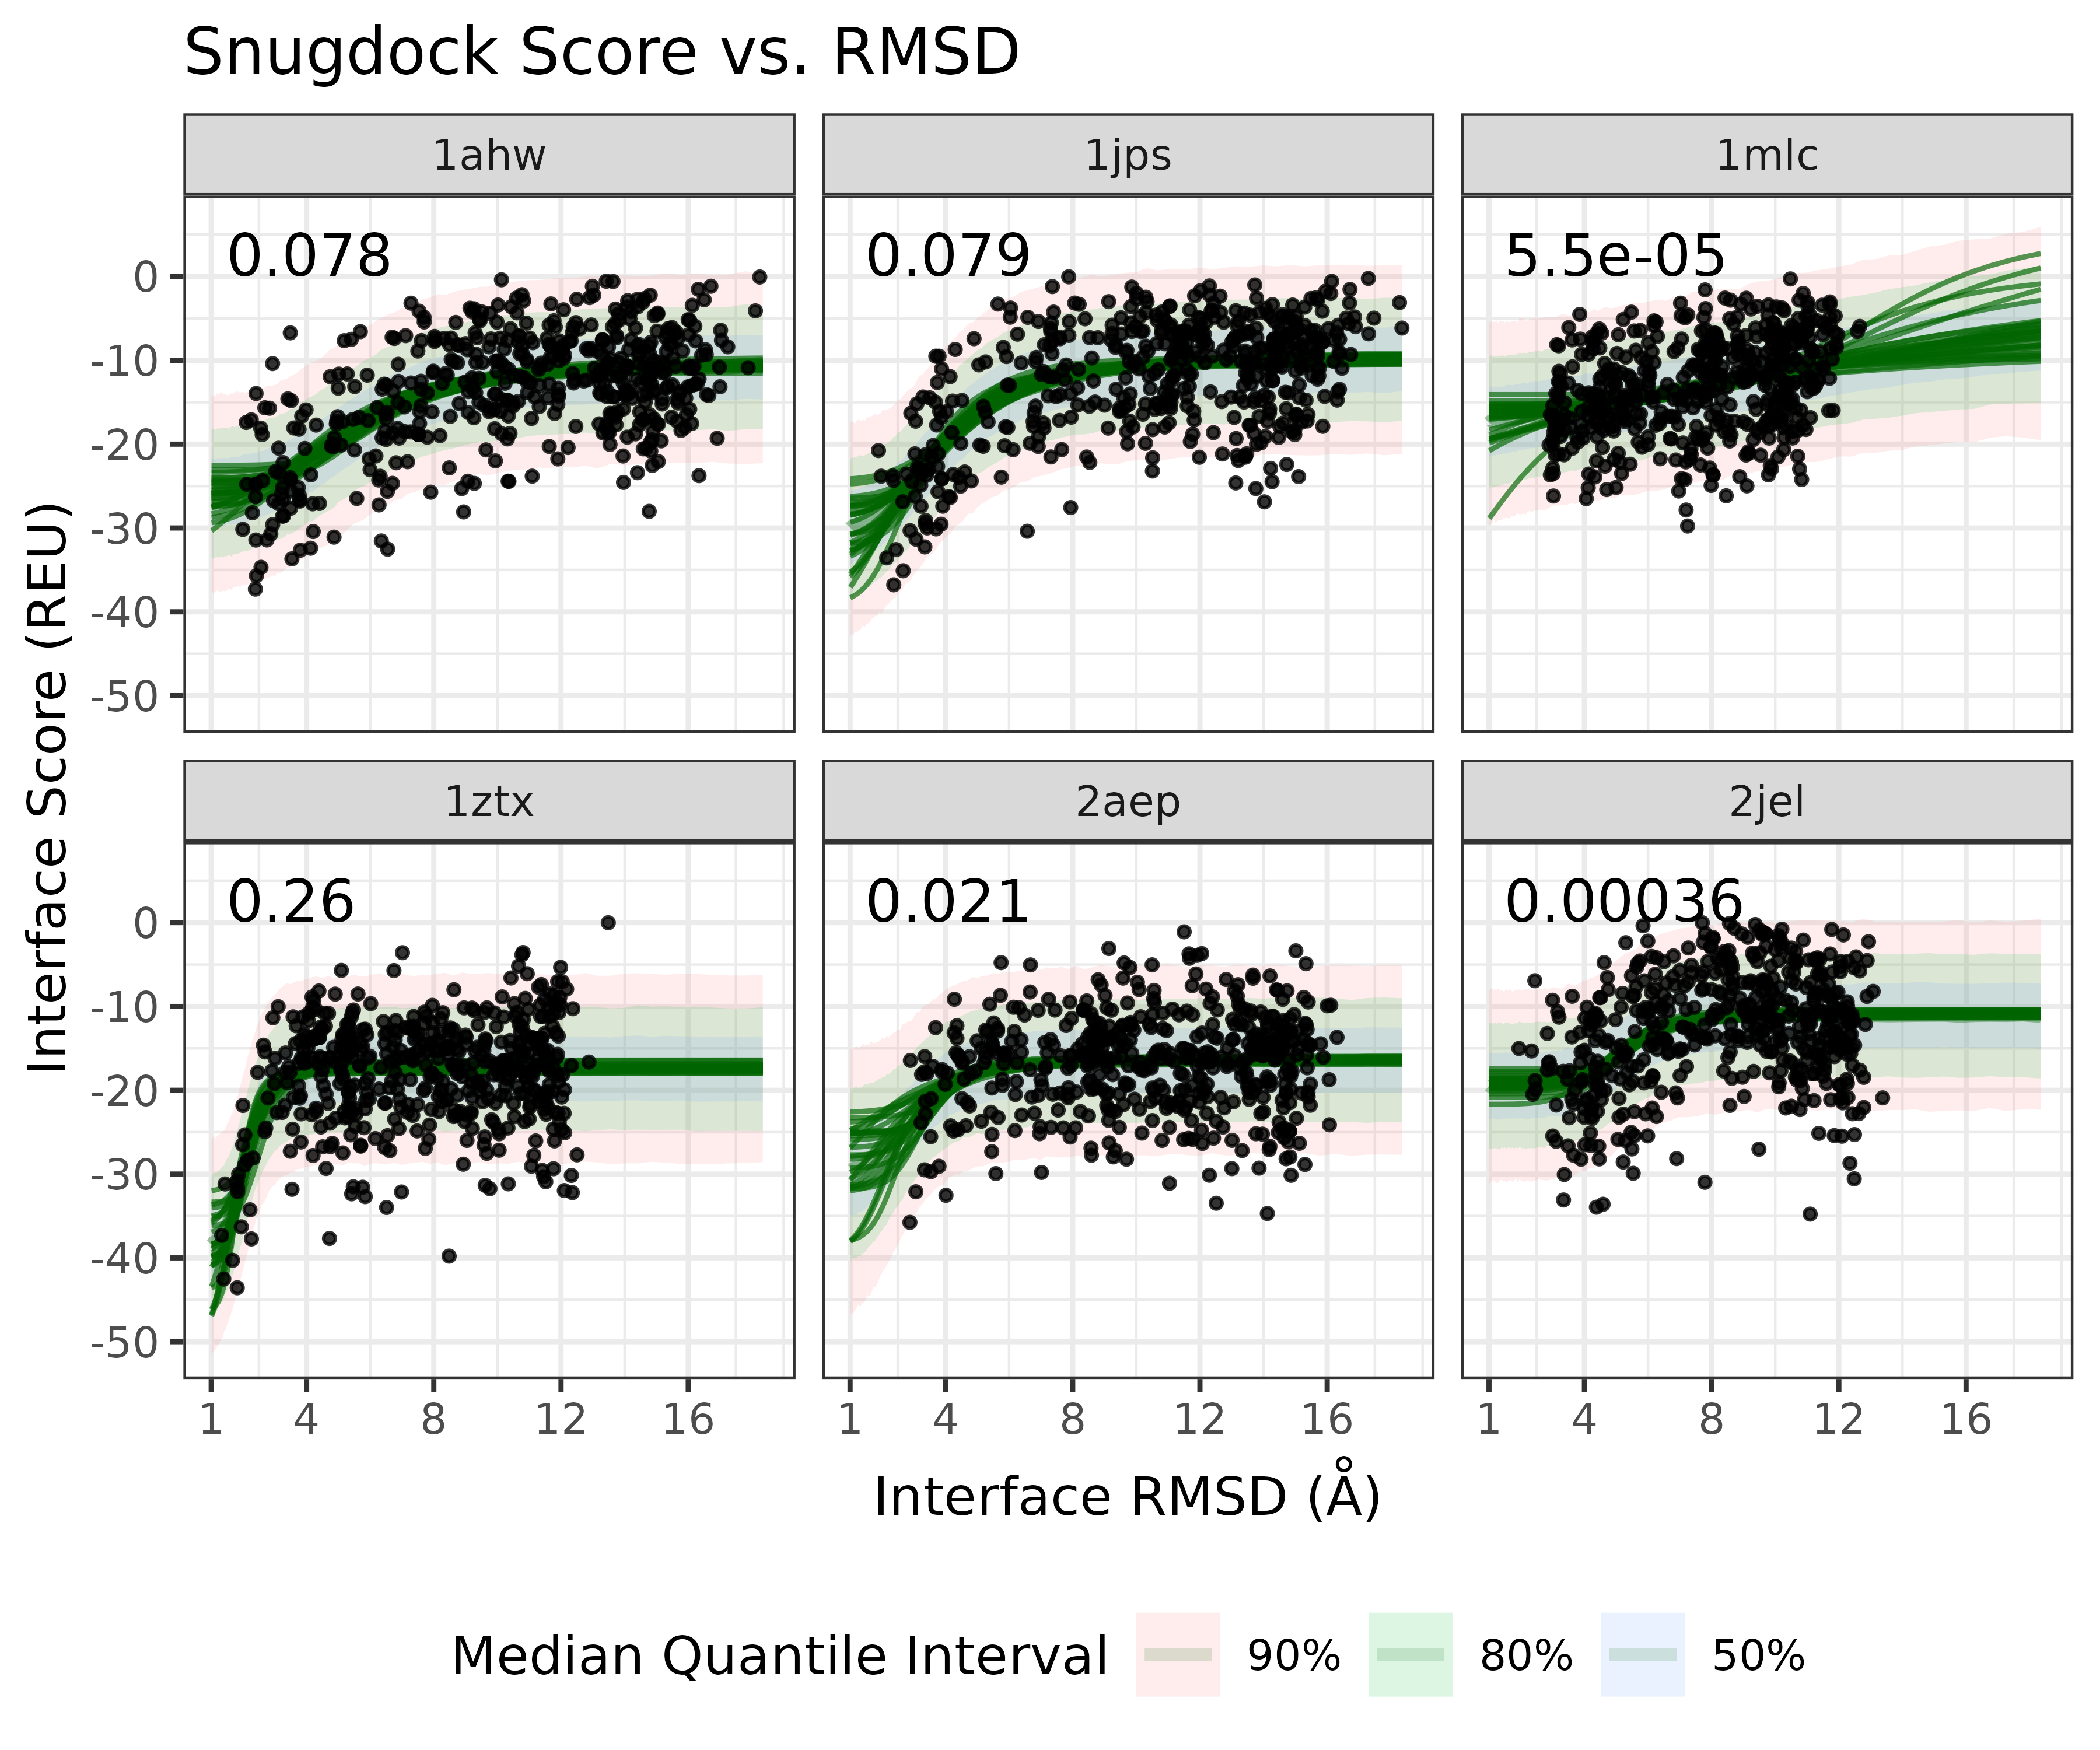 Snugdock Score vs. RMSD
1ahw 1jps 1mlc
0.078 0.079 5.5e-05
0
-10
-20
-30
-40
-50
1ztx 2aep 2jel
0.26 0.021 0.00036
0
-10
-20
-30
-40
-50
Interface Score (REU)
1 4 8 12 16 1 4 8 12 16 1 4 8 12 16
Interface RMSD (Å)
Median Quantile Interval 90% 80% 50%